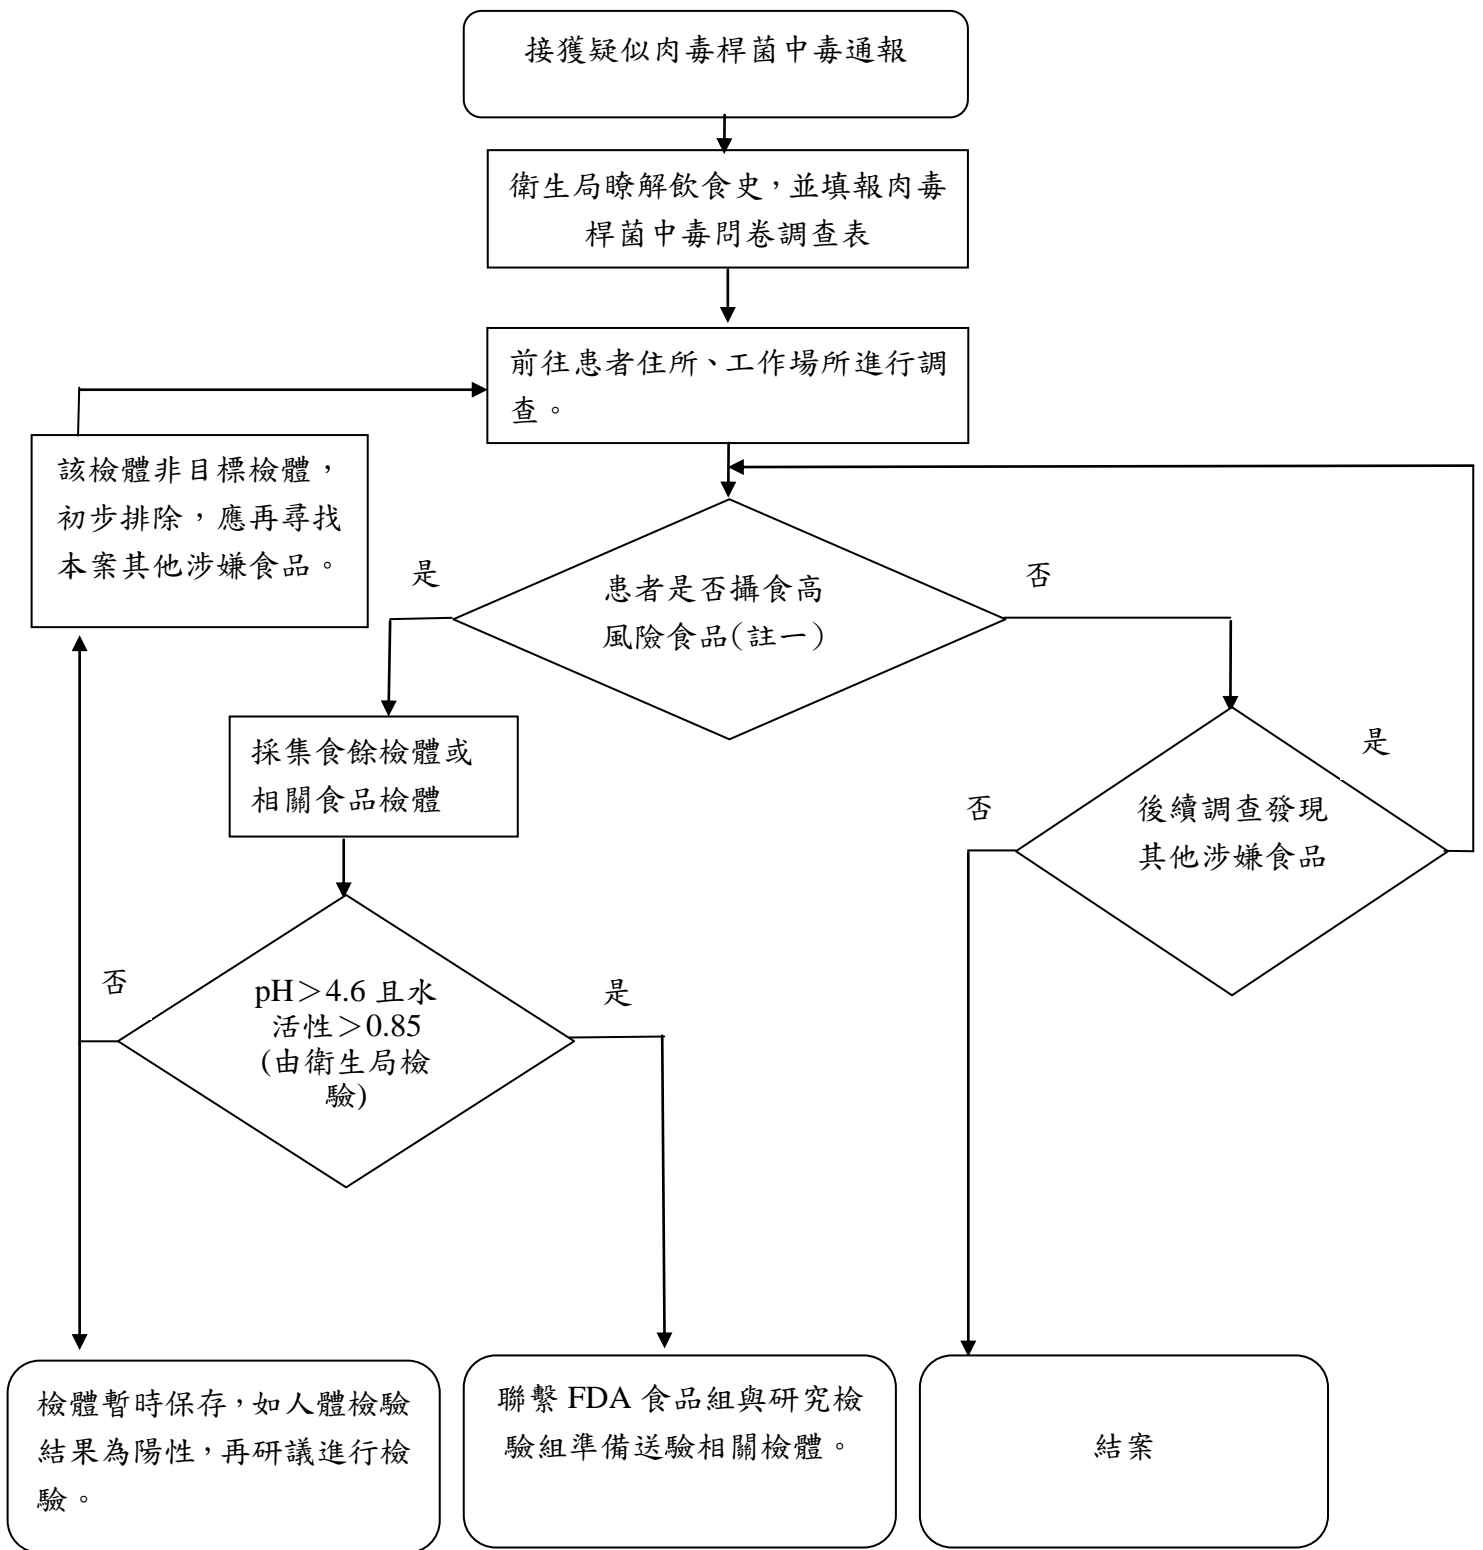 接獲疑似肉毒桿菌中毒通報
衛生局瞭解飲食史，並填報肉毒
桿菌中毒問卷調查表
前往患者住所、工作場所進行調
查。
該檢體非目標檢體，
初步排除，應再尋找
本案其他涉嫌食品。
是
患者是否攝食高
風險食品(註一)
否
採集食餘檢體或
相關食品檢體
是
否
後續調查發現
其他涉嫌食品
否
pH＞4.6 且水
活性＞0.85
(由衛生局檢
驗)
是
檢體暫時保存，如人體檢驗
結果為陽性，再研議進行檢
驗。
聯繫 FDA 食品組與研究檢
驗組準備送驗相關檢體。
結案